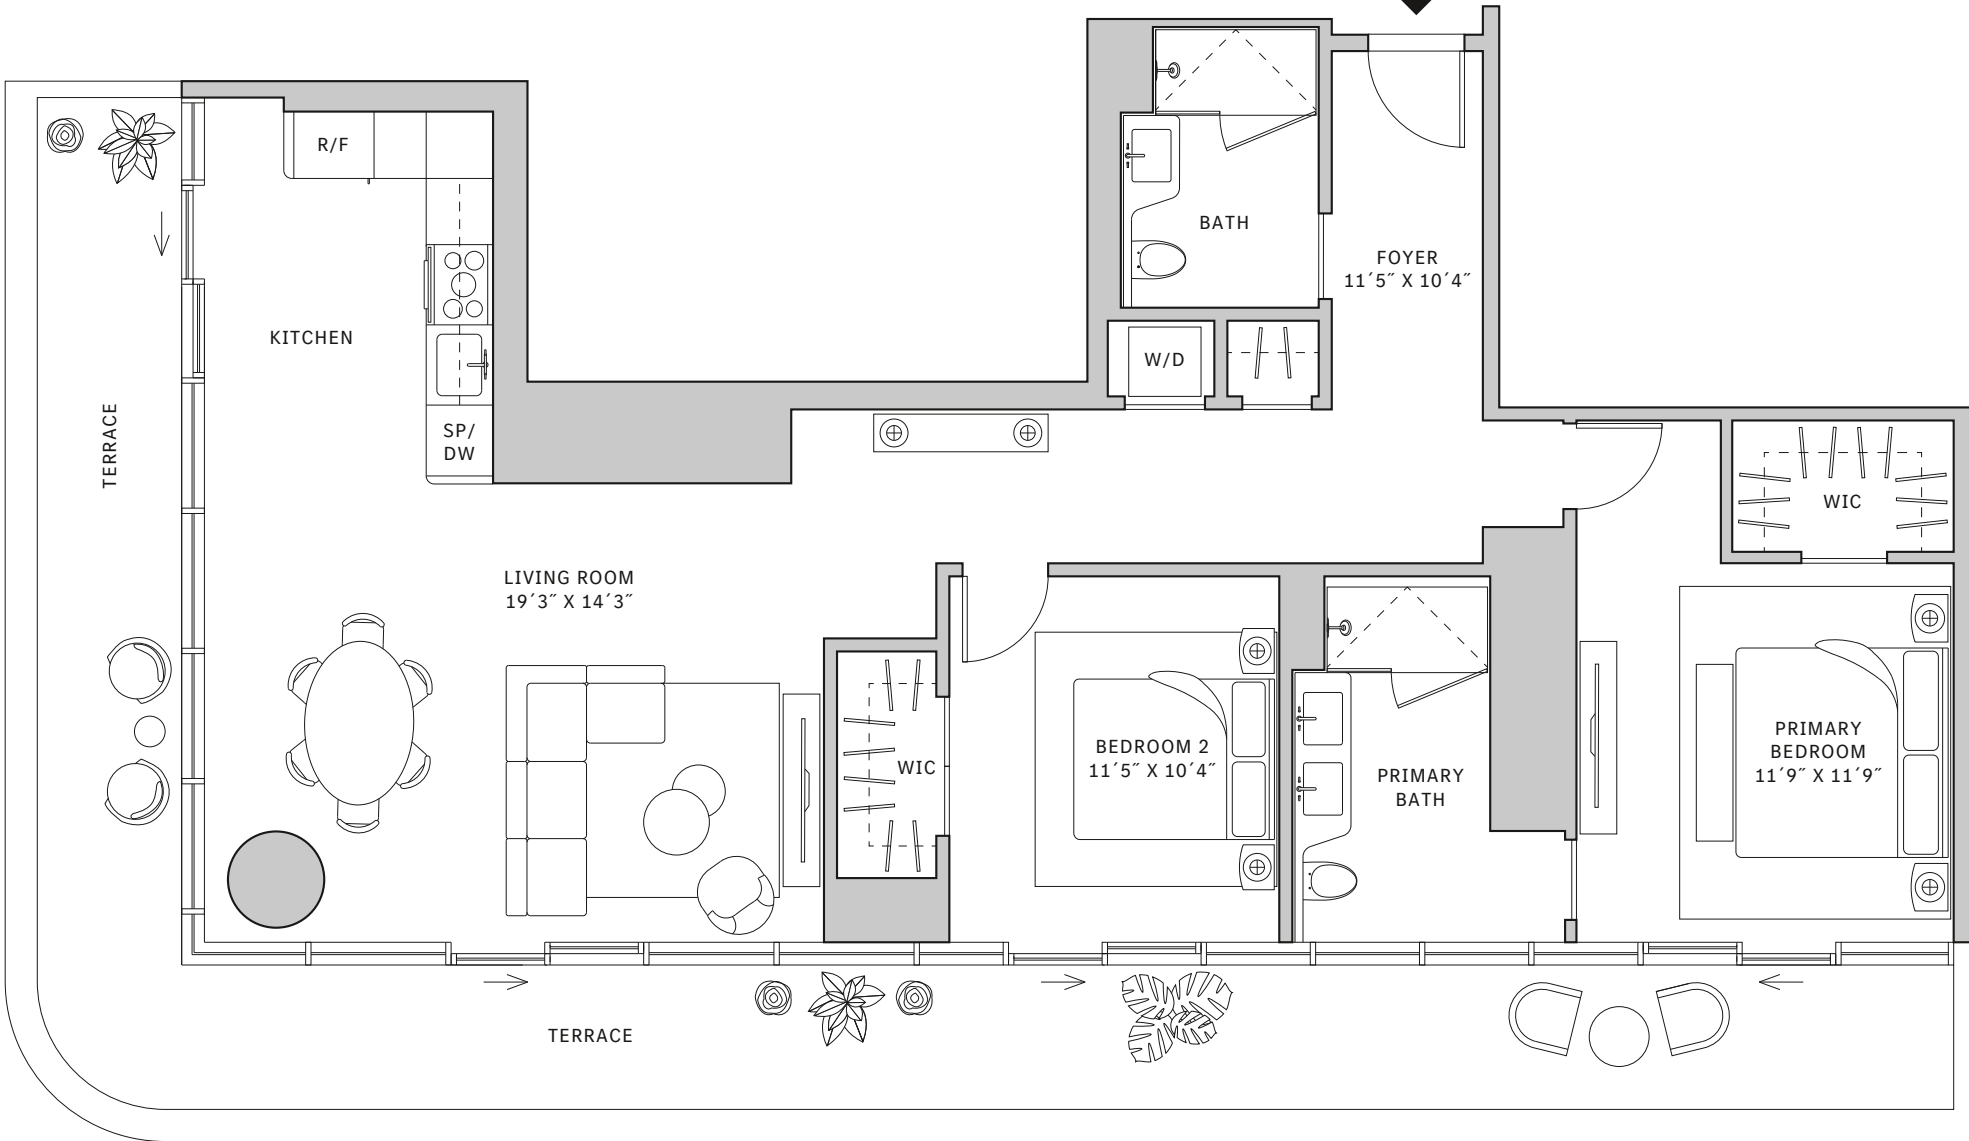 R/F
BATH
FOYER
11´5˝ X 10´4˝
KITCHEN
W/D
TERRACE
SP/
DW
WIC
LIVING ROOM
19´3˝ X 14´3˝
WIC
BEDROOM 2
11´5˝ X 10´4˝
PRIMARY
BATH
PRIMARY
BEDROOM
11´9˝ X 11´9˝
TERRACE